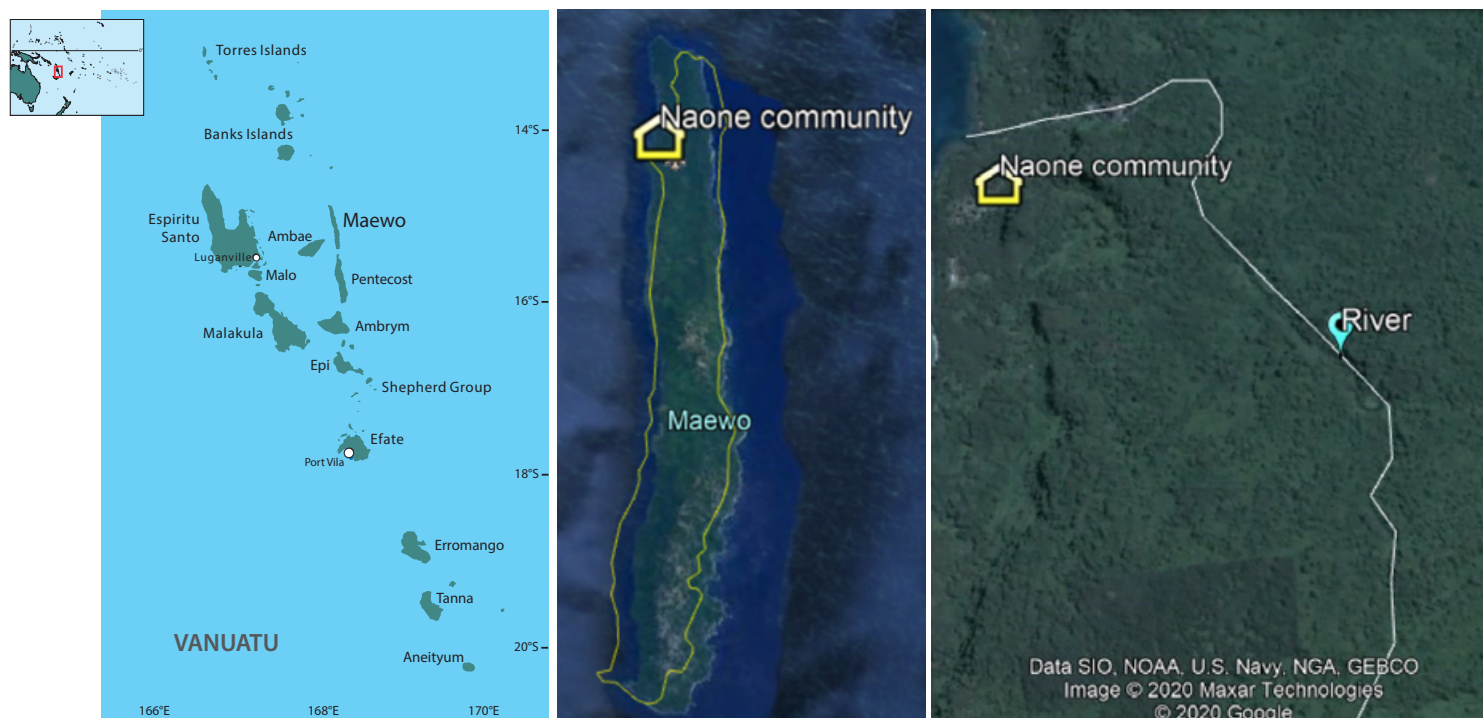 Torres Islands
Banks Islands
14°S
Espiritu
Santo
Luganville
Ambae
Maewo
Malo
Pentecost
16°S
Malakula
Ambrym
Epi
Shepherd Group
Efate
Port Vila
18°S
Erromango
Tanna
VANUATU
Aneityum
20°S
166°E
168°E
170°E
Naone community
Maewo
Naone community
River
Data SIO, NOAA, U.S. Navy, NGA, GEBCO
Image © 2020 Maxar Technologies
© 2020 Google